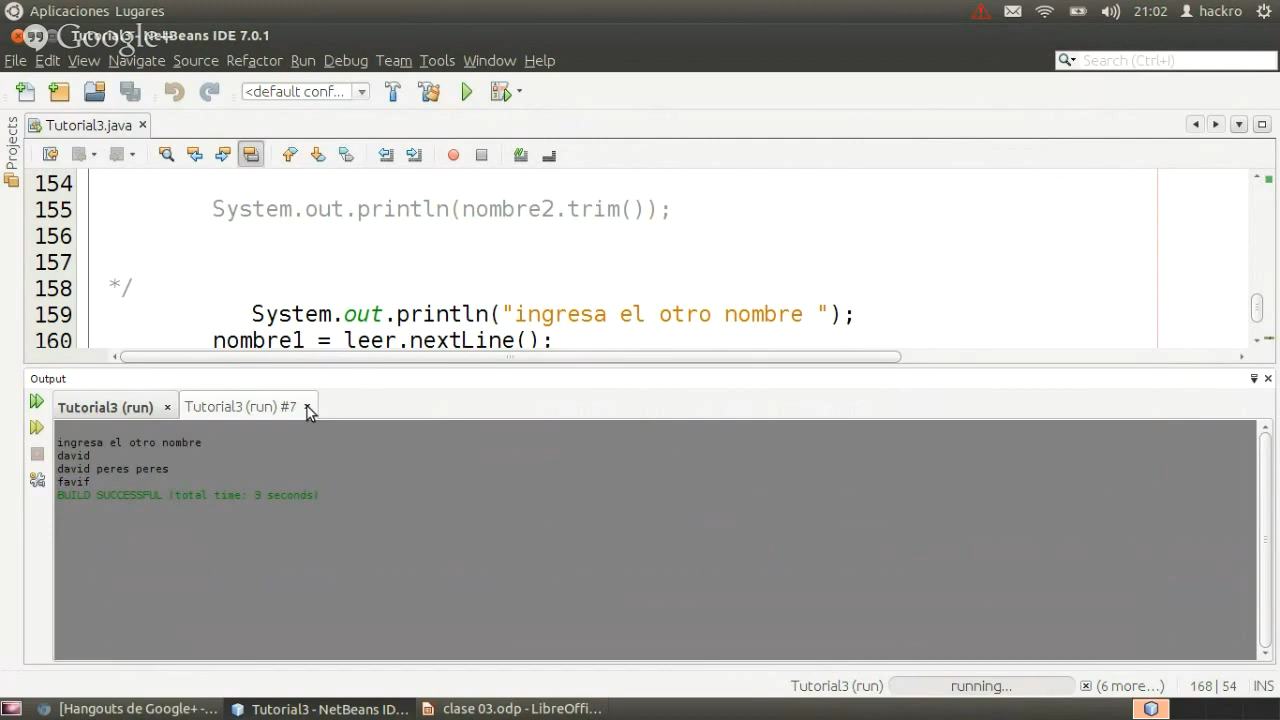 Aplicaciones Lugares
21:02
hackro
Google+
Tutorial3 - NetBeans IDE 7.0.1
File Edit View Navigate Source Refactor Run Debug Team Tools Window Help
Search (Ctrl+I)
<default conf...
Projects
Tutorial3.java
154
155 System.out.println(nombre2.trim());
156
157
158 */
159 System.out.println("ingresa el otro nombre ");
160 nombre1 = leer.nextLine();
Output
Tutorial3 (run)
Tutorial3 (run) #7
ingresa el otro nombre
david
david peres peres
favif
BUILD SUCCESSFUL (total time: 9 seconds)
Tutorial3 (run)
running...
(6 more...)
168 | 54
INS
[Hangouts de Google+ -...
Tutorial3 - NetBeans ID...
clase 03.odp - LibreOffi...